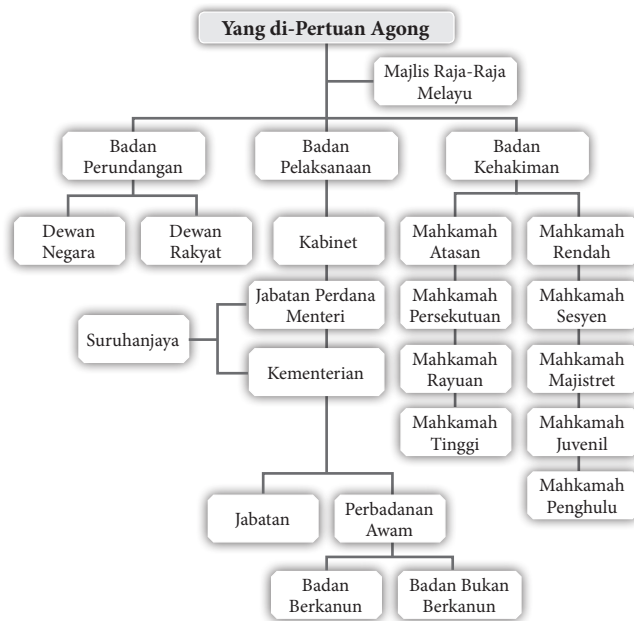 Yang di-Pertuan Agong
Majlis Raja-Raja
Melayu
Badan
Perundangan
Badan
Pelaksanaan
Badan
Kehakiman
Dewan
Negara
Dewan
Rakyat
Kabinet
Mahkamah
Atasan
Mahkamah
Rendah
Suruhanjaya
Jabatan Perdana
Menteri
Mahkamah
Persekutuan
Mahkamah
Sesyen
Kementerian
Mahkamah
Rayuan
Mahkamah
Majistret
Mahkamah
Tinggi
Mahkamah
Juvenil
Mahkamah
Penghulu
Jabatan
Perbadanan
Awam
Badan
Berkanun
Badan Bukan
Berkanun